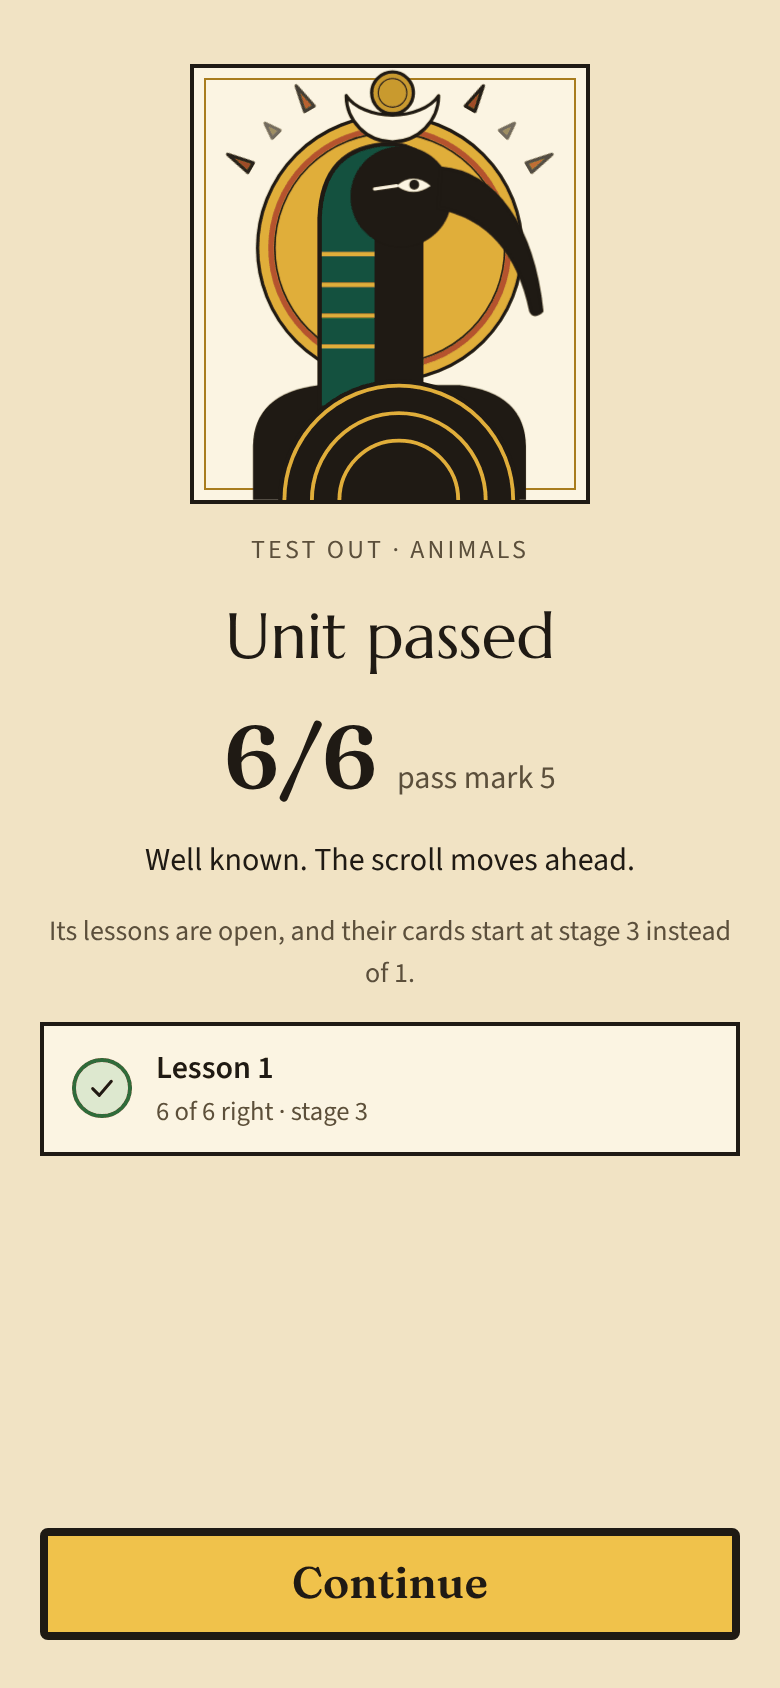 TEST OUT · ANIMALS
Unit passed
6/6 pass mark 5
Well known. The scroll moves ahead.
Its lessons are open, and their cards start at stage 3 instead
of 1.
Lesson 1
6 of 6 right · stage 3
Continue